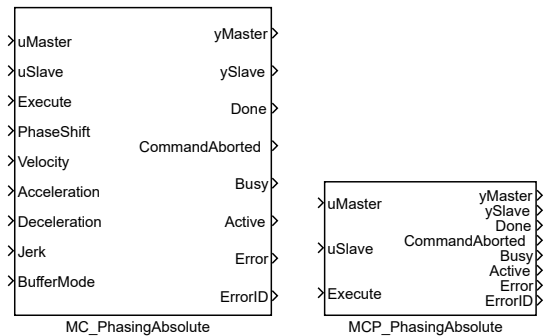 uMaster
uSlave
Execute
PhaseShift
Velocity
Acceleration
Deceleration
Jerk
BufferMode
yMaster
ySlave
Done
CommandAborted
Busy
Active
Error
ErrorID
MC_PhasingAbsolute
uMaster
uSlave
Execute
yMaster
ySlave
Done
CommandAborted
Busy
Active
Error
ErrorID
MCP_PhasingAbsolute